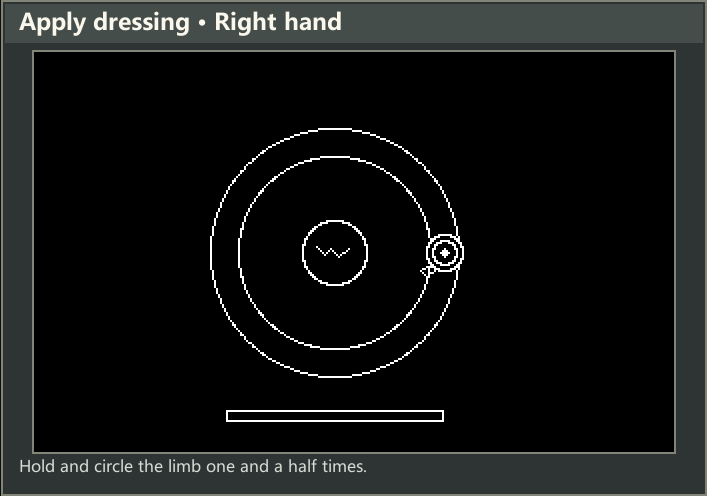 Apply dressing • Right hand
Hold and circle the limb one and a half times.